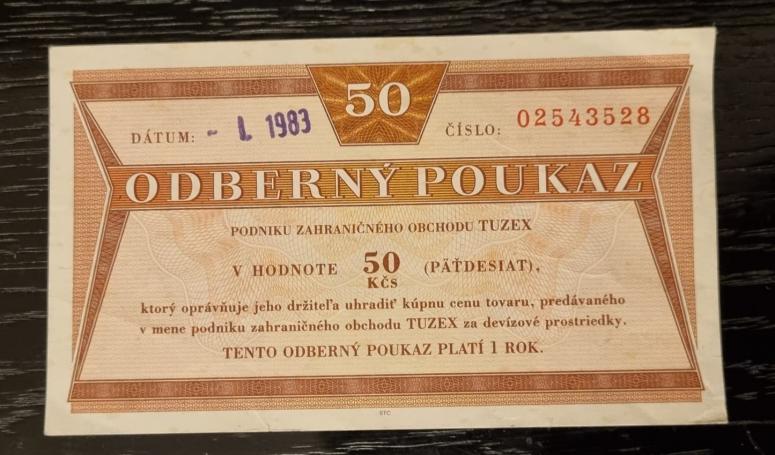 50
DÁTUM: - I. 1983
ČÍSLO: 02543528
ODBERNÝ POUKAZ
PODNIKU ZAHRANIČNÉHO OBCHODU TUZEX
V HODNOTE 50 Kčs (PÄŤDESIAT),
ktorý oprávňuje jeho držiteľa uhradiť kúpnu cenu tovaru, predávaného
v mene podniku zahraničného obchodu TUZEX za devízové prostriedky.
TENTO ODBERNÝ POUKAZ PLATÍ 1 ROK.
STC